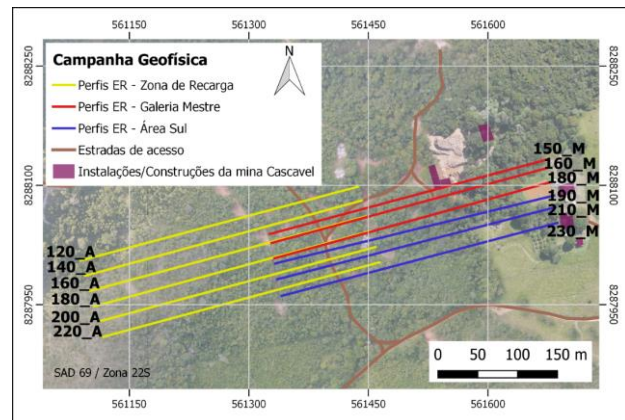 561150 561300 561450 561600
8288250
8288250
Campanha Geofísica
N
Perfis ER - Zona de Recarga
Perfis ER - Galeria Mestre
Perfis ER - Área Sul
Estradas de acesso
Instalações/Construções da mina Cascavel
150_M
160_M
180_M
190_M
210_M
230_M
8288100
8288100
120_A
140_A
160_A
180_A
200_A
220_A
8287950
8287950
0 50 100 150 m
SAD 69 / Zona 22S
561150 561300 561450 561600